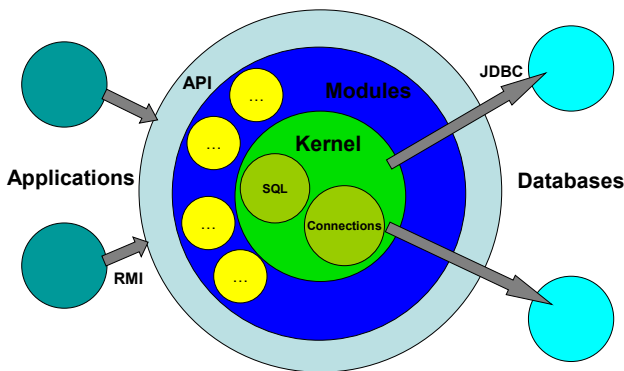 API
JDBC
Modules
...
...
Kernel
Applications
SQL
Databases
...
Connections
...
RMI